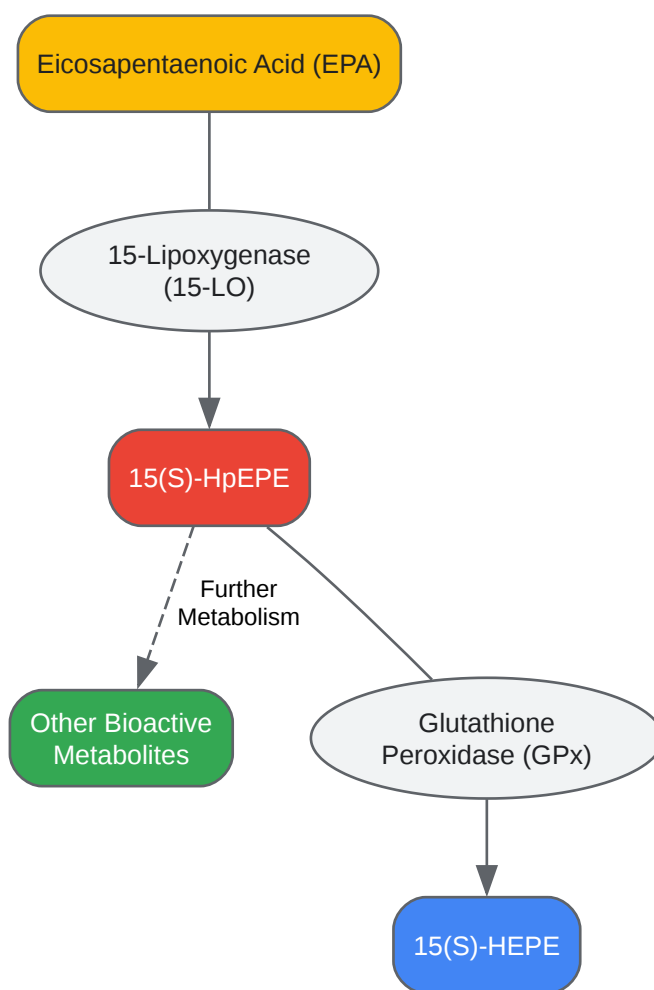 Eicosapentaenoic Acid (EPA)
15-Lipoxygenase
(15-LO)
15(S)-HpEPE
Further
Metabolism
Other Bioactive
Metabolites
Glutathione
Peroxidase (GPx)
15(S)-HEPE